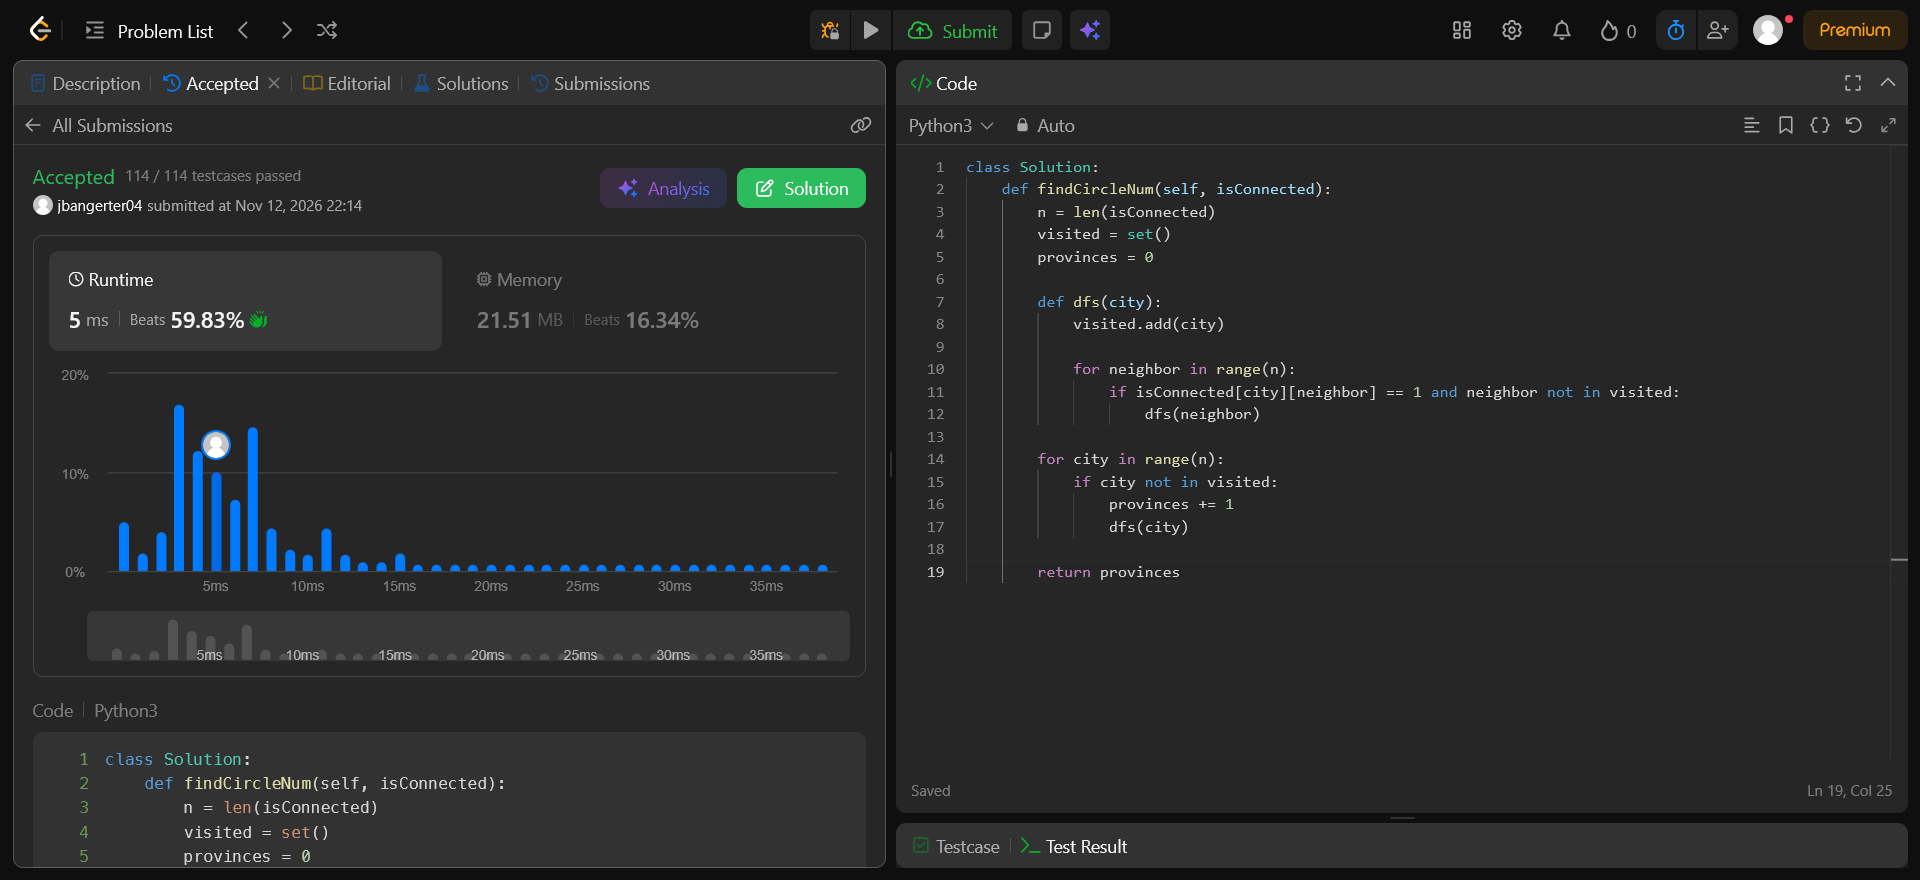 Problem List
Submit
0
Premium
Description
Accepted
Editorial
Solutions
Submissions
All Submissions
Accepted 114 / 114 testcases passed
jbangerter04 submitted at Nov 12, 2026 22:14
Analysis
Solution
Runtime
5 ms Beats 59.83%
Memory
21.51 MB Beats 16.34%
20%
10%
0%
5ms 10ms 15ms 20ms 25ms 30ms 35ms
5ms 10ms 15ms 20ms 25ms 30ms 35ms
Code Python3
1 class Solution:
2     def findCircleNum(self, isConnected):
3         n = len(isConnected)
4         visited = set()
5         provinces = 0
Code
Python3 Auto
1 class Solution:
2     def findCircleNum(self, isConnected):
3         n = len(isConnected)
4         visited = set()
5         provinces = 0
6
7         def dfs(city):
8             visited.add(city)
9
10             for neighbor in range(n):
11                 if isConnected[city][neighbor] == 1 and neighbor not in visited:
12                     dfs(neighbor)
13
14         for city in range(n):
15             if city not in visited:
16                 provinces += 1
17                 dfs(city)
18
19         return provinces
Saved
Ln 19, Col 25
Testcase
Test Result